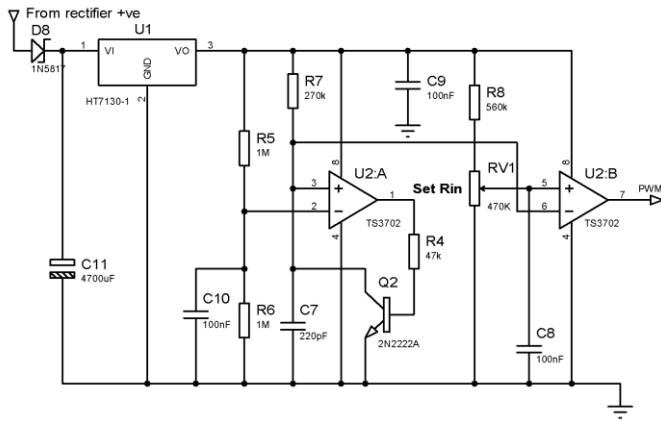 From rectifier +ve
D8
1N5817
U1
1
VI
VO
3
GND
2
HT7130-1
R7
270k
C9
100nF
R8
560k
R5
1M
8
U2:A
3
+
1
2
−
TS3702
4
Set Rin
RV1
470K
8
U2:B
5
+
7
PWM
6
−
TS3702
4
R4
47k
C11
4700uF
C10
100nF
R6
1M
C7
220pF
Q2
2N2222A
C8
100nF